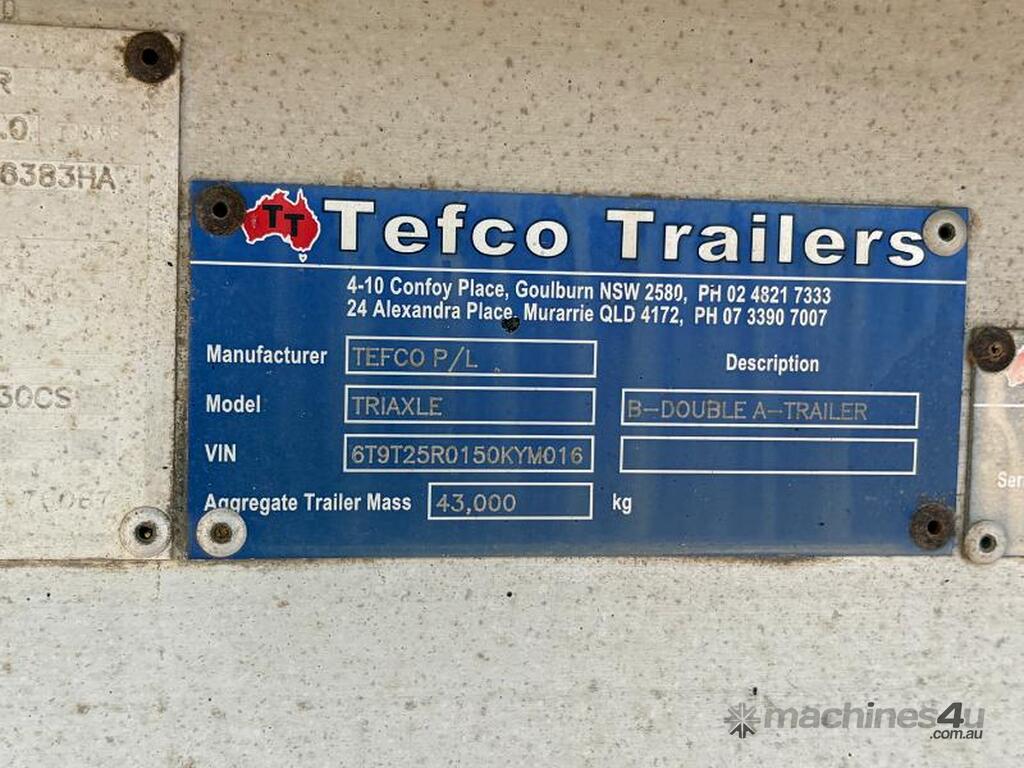 D
R
.0
6383HA
30CS
TT Tefco Trailers
4-10 Confoy Place, Goulburn NSW 2580, PH 02 4821 7333
24 Alexandra Place, Murarrie QLD 4172, PH 07 3390 7007
Manufacturer TEFCO P/L Description
Model TRIAXLE B-DOUBLE A-TRAILER
VIN 6T9T25R0150KYM016
Aggregate Trailer Mass 43,000 kg
Ser
machines4u
.com.au